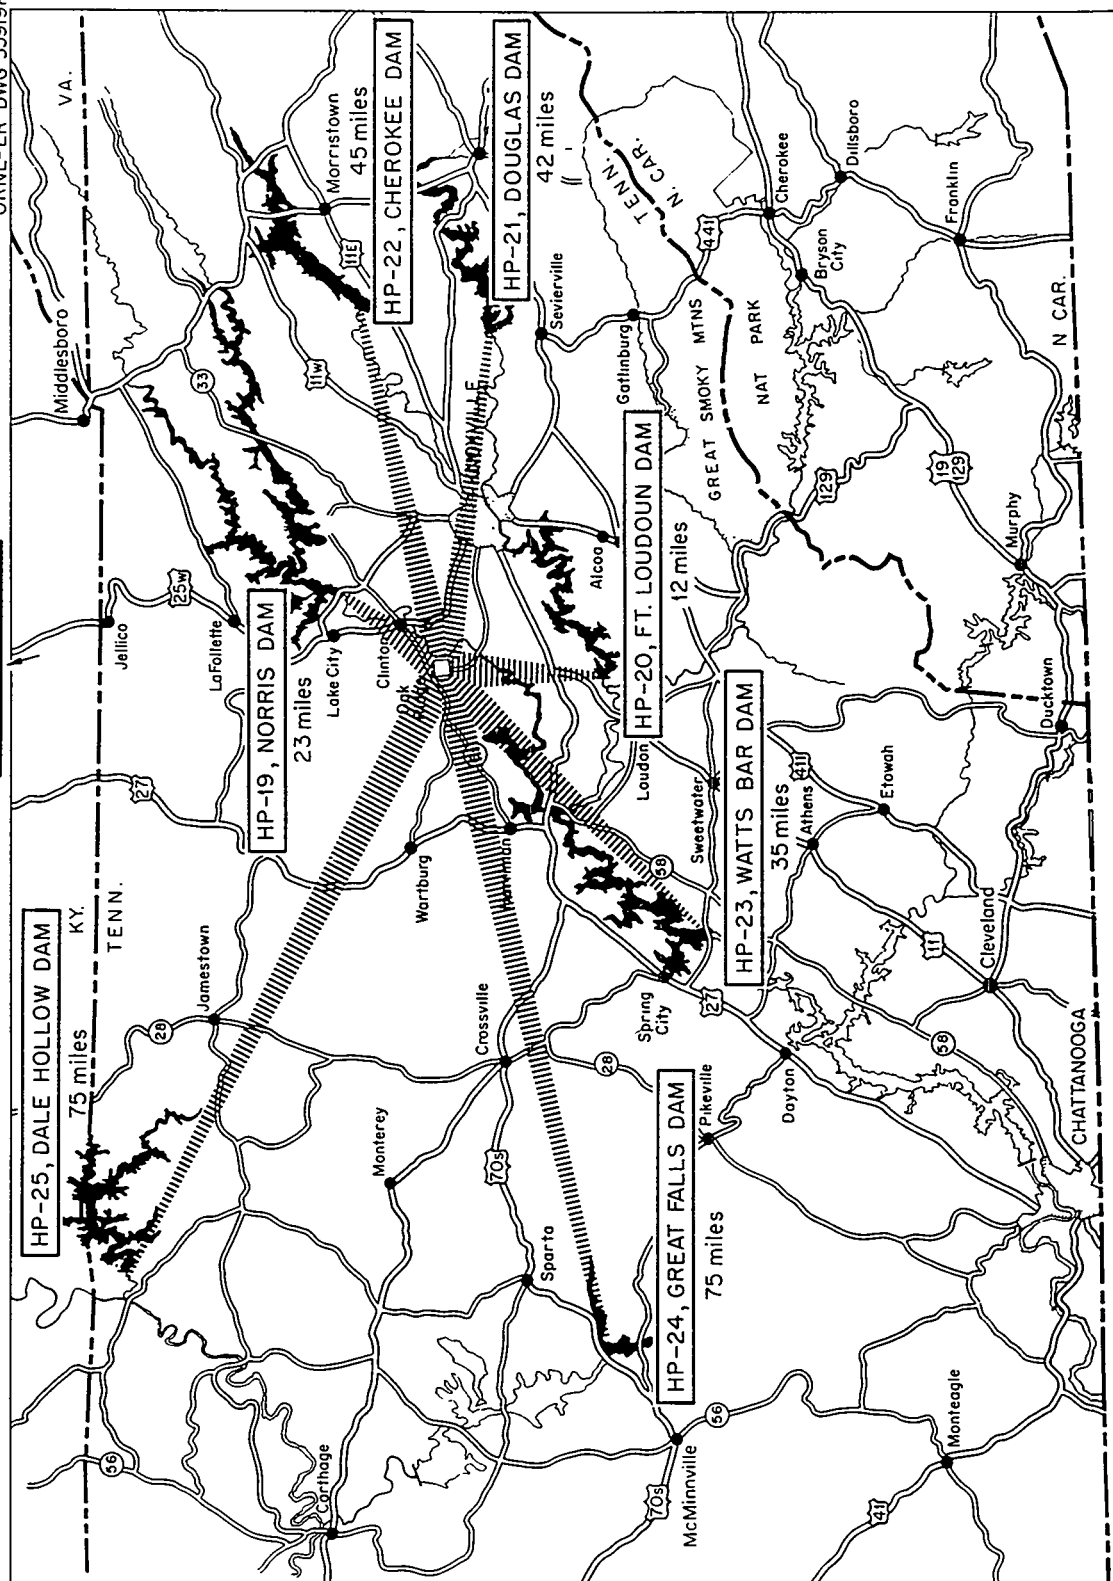 VA.
Middlesboro
Morristown
45 miles
HP-22, CHEROKEE DAM
HP-21, DOUGLAS DAM
42 miles
11E
33
11W
KNOXVILLE
Sevierville
Gatlinburg
TENN.
N. CAR.
441
Cherokee
Dillsboro
Bryson
City
Franklin
GREAT SMOKY MTNS
NAT PARK
N CAR.
Jellico
25W
LaFollette
HP-19, NORRIS DAM
23 miles
Lake City
Clinton
Oak
Ridge
Alcoa
HP-20, FT. LOUDOUN DAM
12 miles
129
19
129
Murphy
Ducktown
27
Wartburg
Harriman
Loudon
Sweetwater
58
HP-23, WATTS BAR DAM
35 miles
411
Athens
Etowah
11
Cleveland
KY.
TENN.
HP-25, DALE HOLLOW DAM
75 miles
28
Jamestown
Crossville
Spring
City
27
28
Monterey
70S
Sparta
HP-24, GREAT FALLS DAM
75 miles
Pikeville
Dayton
58
CHATTANOOGA
56
Carthage
70S
McMinnville
56
Monteagle
41